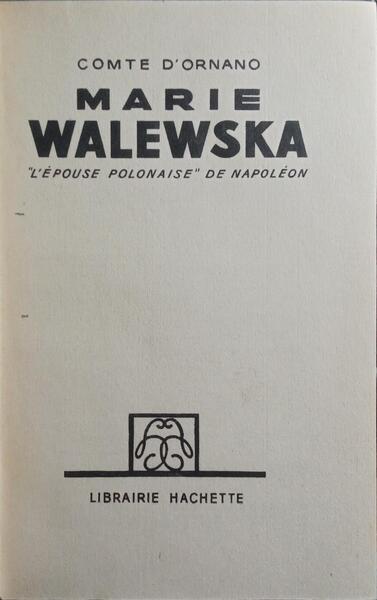 COMTE D'ORNANO
MARIE
WALEWSKA
"L'ÉPOUSE POLONAISE" DE NAPOLÉON
LIBRAIRIE HACHETTE